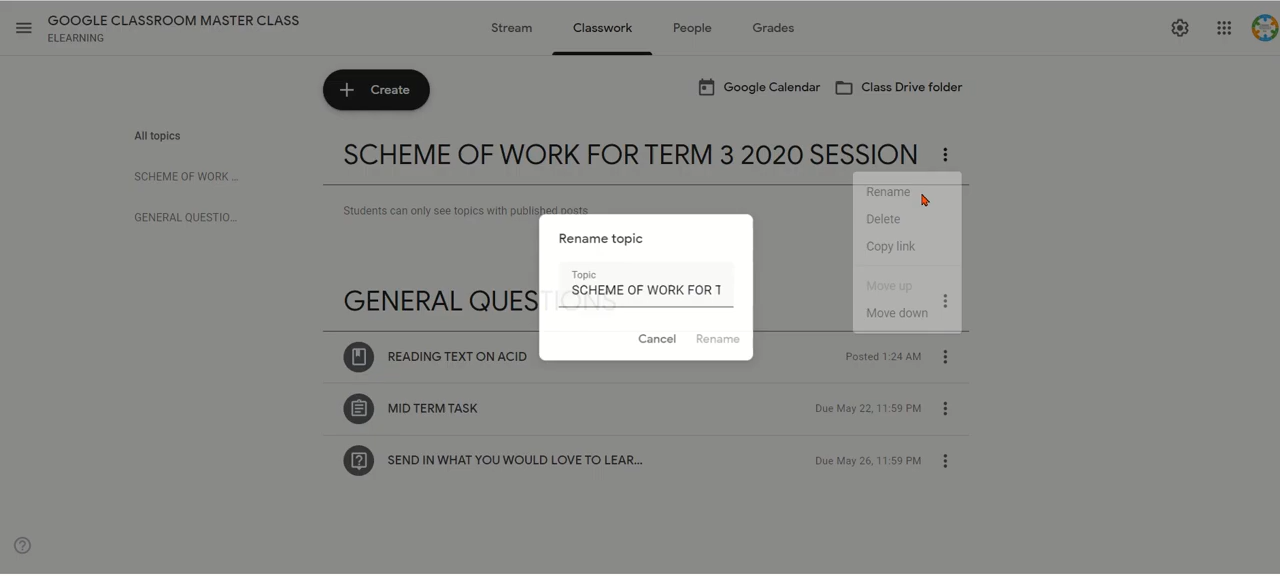 GOOGLE CLASSROOM MASTER CLASS
ELEARNING
Stream
Classwork
People
Grades
Create
Google Calendar
Class Drive folder
All topics
SCHEME OF WORK ...
GENERAL QUESTIO...
SCHEME OF WORK FOR TERM 3 2020 SESSION
Rename
Delete
Copy link
Move up
Move down
Students can only see topics with published posts
Rename topic
Topic
SCHEME OF WORK FOR T
Cancel
Rename
GENERAL QUESTIONS
READING TEXT ON ACID
Posted 1:24 AM
MID TERM TASK
Due May 22, 11:59 PM
SEND IN WHAT YOU WOULD LOVE TO LEAR...
Due May 26, 11:59 PM